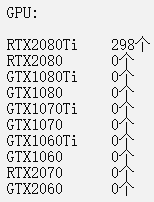 GPU:
RTX2080Ti 298个
RTX2080 0个
GTX1080Ti 0个
GTX1080 0个
GTX1070Ti 0个
GTX1070 0个
GTX1060Ti 0个
GTX1060 0个
RTX2070 0个
GTX2060 0个